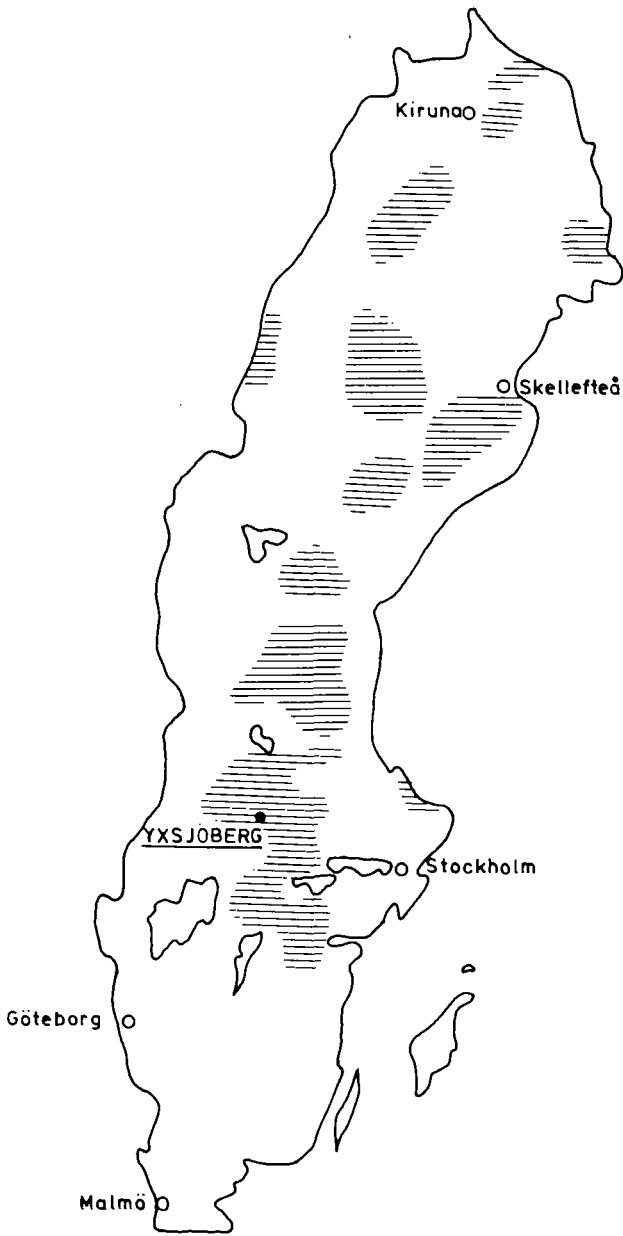 Kiruna
Skellefteå
YXSJÖBERG
Stockholm
Göteborg
Malmö